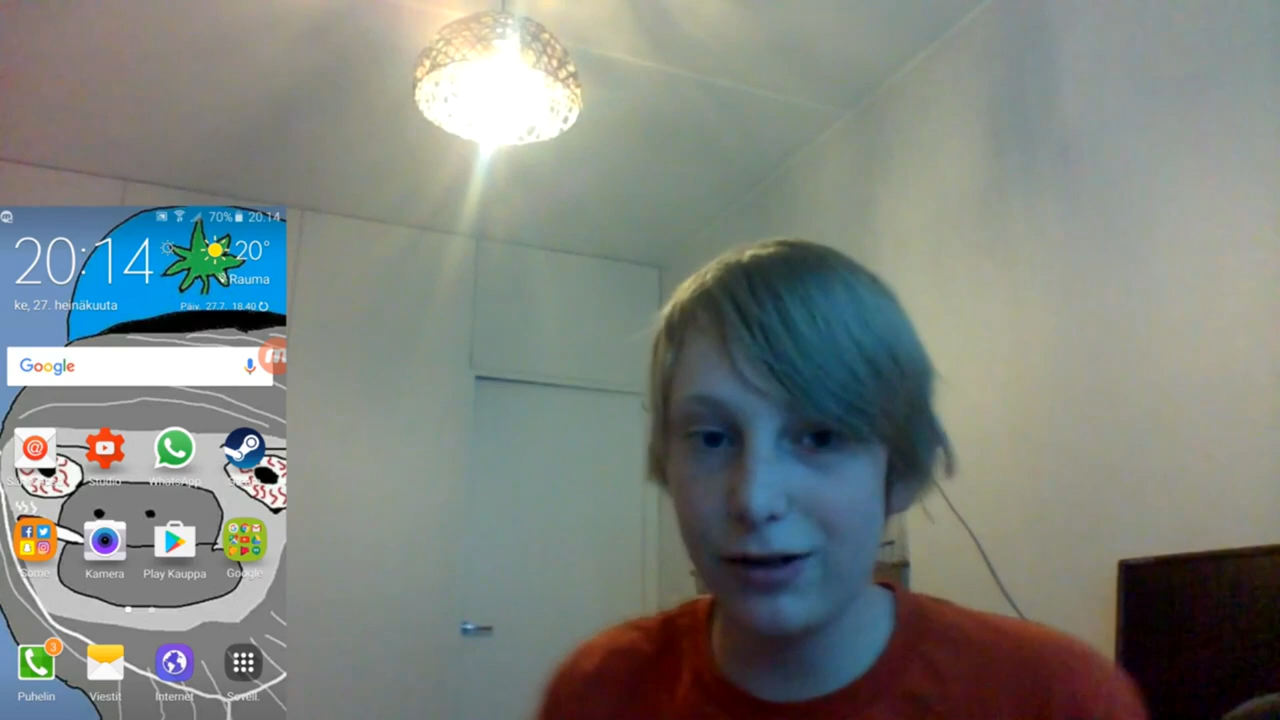 70% 20.14
20:14
20°
Rauma
ke, 27. heinäkuuta
Päiv. 27.7. 18.40
Google
Studio
WhatsApp
Some
Kamera
Play Kauppa
Google
3
Puhelin
Viestit
Internet
Sovell.